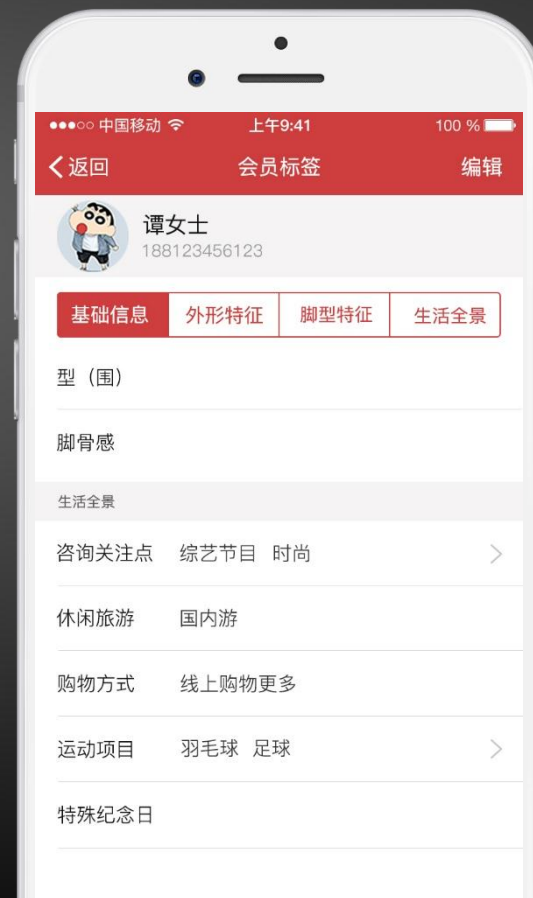 中国移动 上午9:41 100 %
返回 会员标签 编辑
谭女士
188123456123
基础信息 外形特征 脚型特征 生活全景
型（围）
脚骨感
生活全景
咨询关注点 综艺节目 时尚
休闲旅游 国内游
购物方式 线上购物更多
运动项目 羽毛球 足球
特殊纪念日